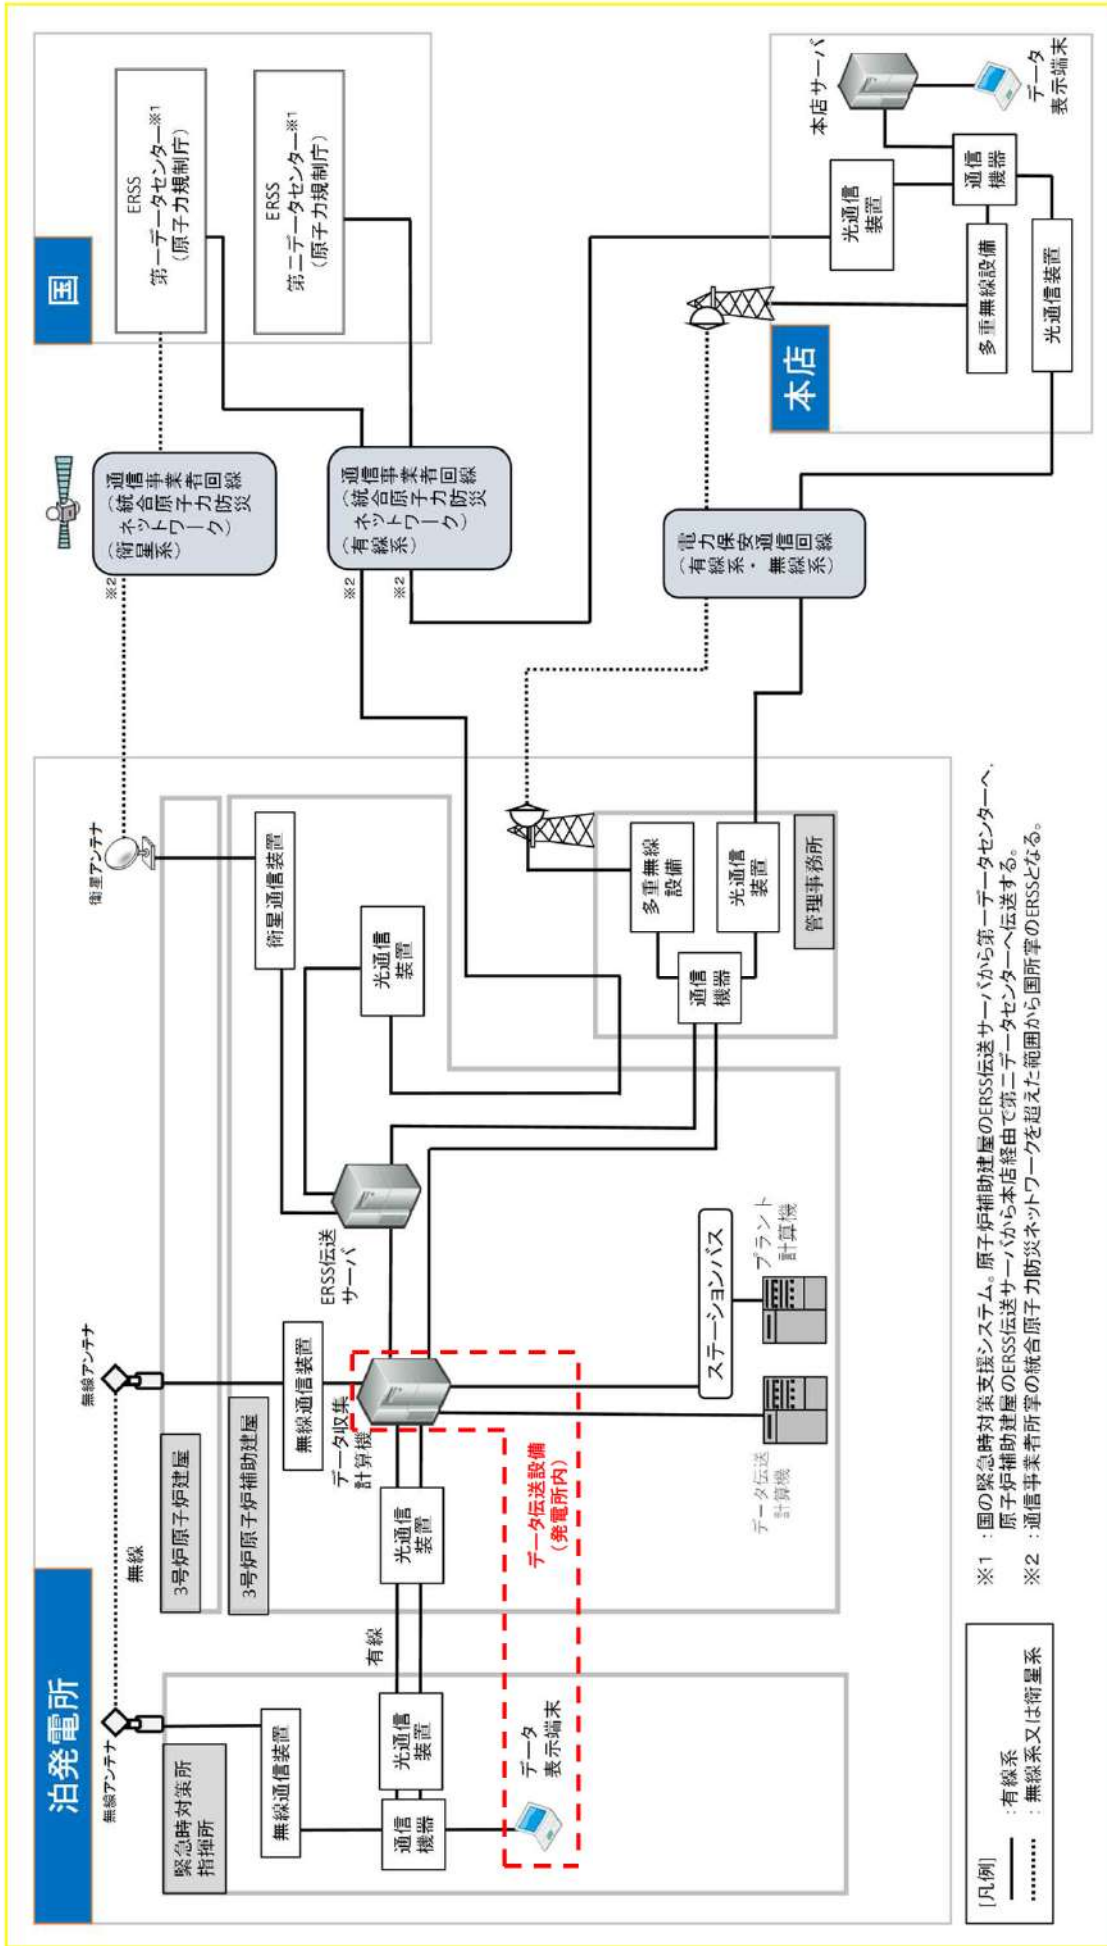 泊発電所
緊急時対策所
指揮所
無線アンテナ
無線通信装置
通信
機器
光通信
装置
データ
表示端末
有線
無線
無線アンテナ
3号炉原子炉建屋
3号炉原子炉補助建屋
無線通信装置
データ収集
計算機
光通信
装置
データ伝送設備
（発電所内）
データ伝送
計算機
プラント
計算機
ステーションバス
ERSS伝送
サーバ
衛星アンテナ
衛星通信装置
光通信
装置
通信
機器
多重無線
設備
光通信
装置
管理事務所
※2
通信事業者回線
（統合原子力防災
ネットワーク）
（衛星系）
※2
※2
通信事業者回線
（統合原子力防災
ネットワーク）
（有線系）
電力保安通信回線
（有線系・無線系）
国
ERSS
第一データセンター※1
（原子力規制庁）
ERSS
第二データセンター※1
（原子力規制庁）
本店
光通信
装置
多重無線設備
光通信装置
通信
機器
本店サーバ
データ
表示端末
[凡例]
：有線系
：無線系又は衛星系
※1　：国の緊急時対策支援システム。原子炉補助建屋のERSS伝送サーバから第一データセンターへ、
原子炉補助建屋のERSS伝送サーバから本店経由で第二データセンターへ伝送する。
※2　：通信事業者所掌の統合原子力防災ネットワークを超えた範囲から国所掌のERSSとなる。